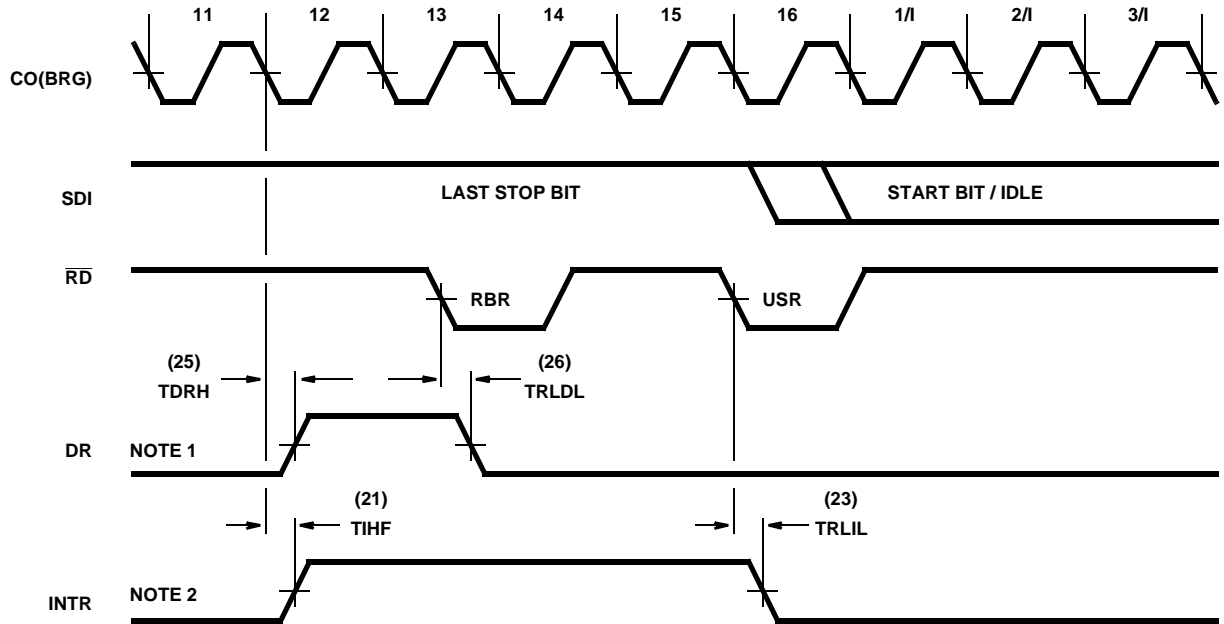 11 12 13 14 15 16 1/I 2/I 3/I
CO(BRG)
SDI LAST STOP BIT START BIT / IDLE
RD RBR USR
(25) (26)
TDRH TRLDL
DR NOTE 1
(21) (23)
TIHF TRLIL
INTR NOTE 2